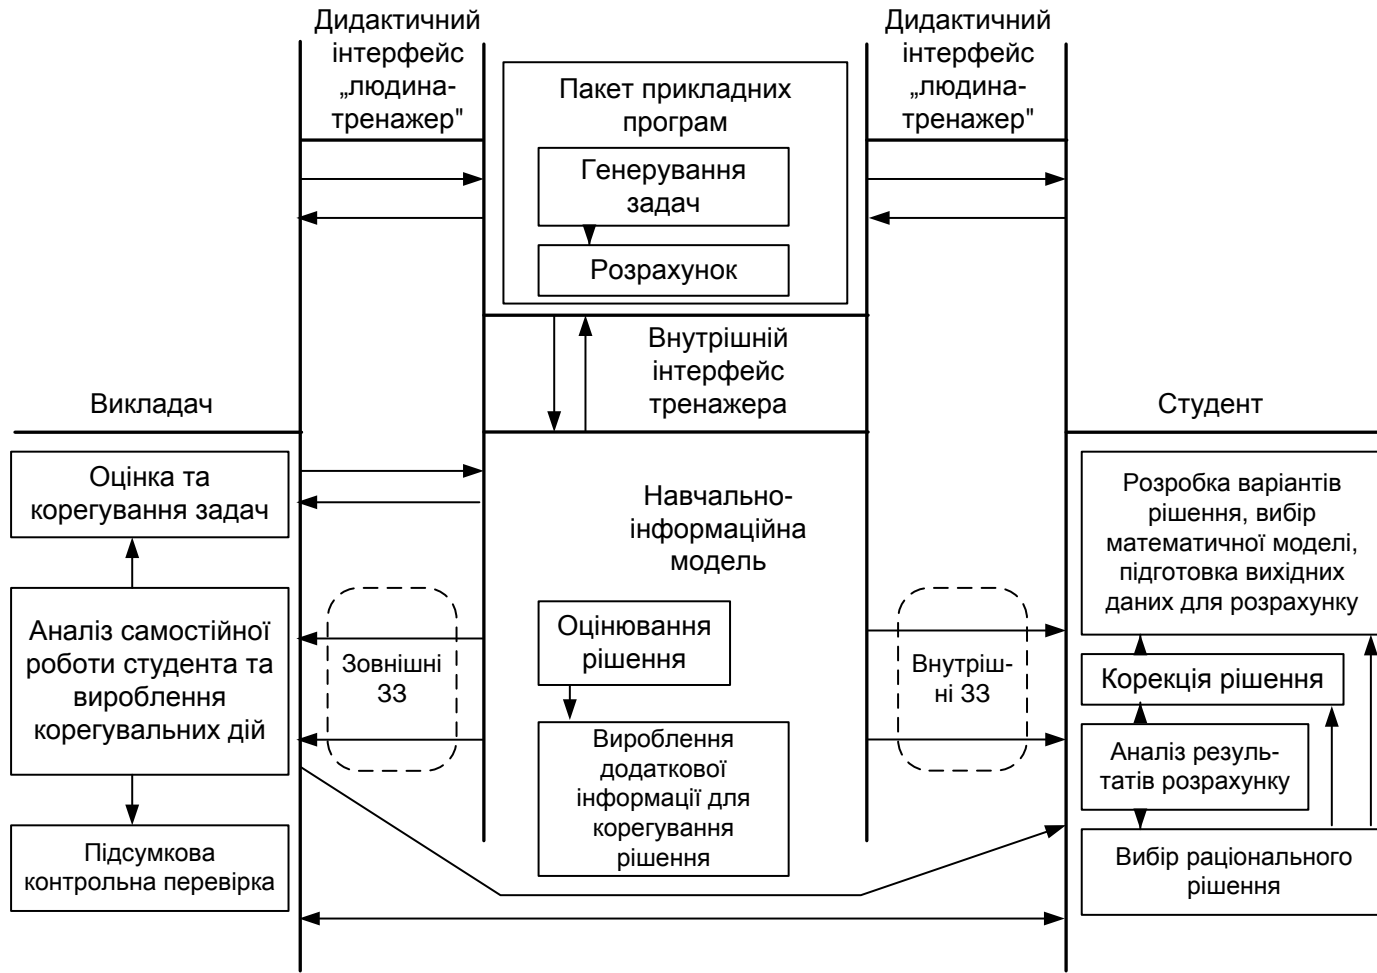 Дидактичний
інтерфейс
„людина-
тренажер"
Пакет прикладних
програм
Генерування
задач
Розрахунок
Дидактичний
інтерфейс
„людина-
тренажер"
Внутрішній
інтерфейс
тренажера
Викладач
Студент
Оцінка та
корегування задач
Аналіз самостійної
роботи студента та
вироблення
корегувальних дій
Підсумкова
контрольна перевірка
Зовнішні
ЗЗ
Навчально-
інформаційна
модель
Оцінювання
рішення
Вироблення
додаткової
інформації для
корегування
рішення
Внутріш-
ні ЗЗ
Розробка варіантів
рішення, вибір
математичної моделі,
підготовка вихідних
даних для розрахунку
Корекція рішення
Аналіз резуль-
татів розрахунку
Вибір раціонального
рішення